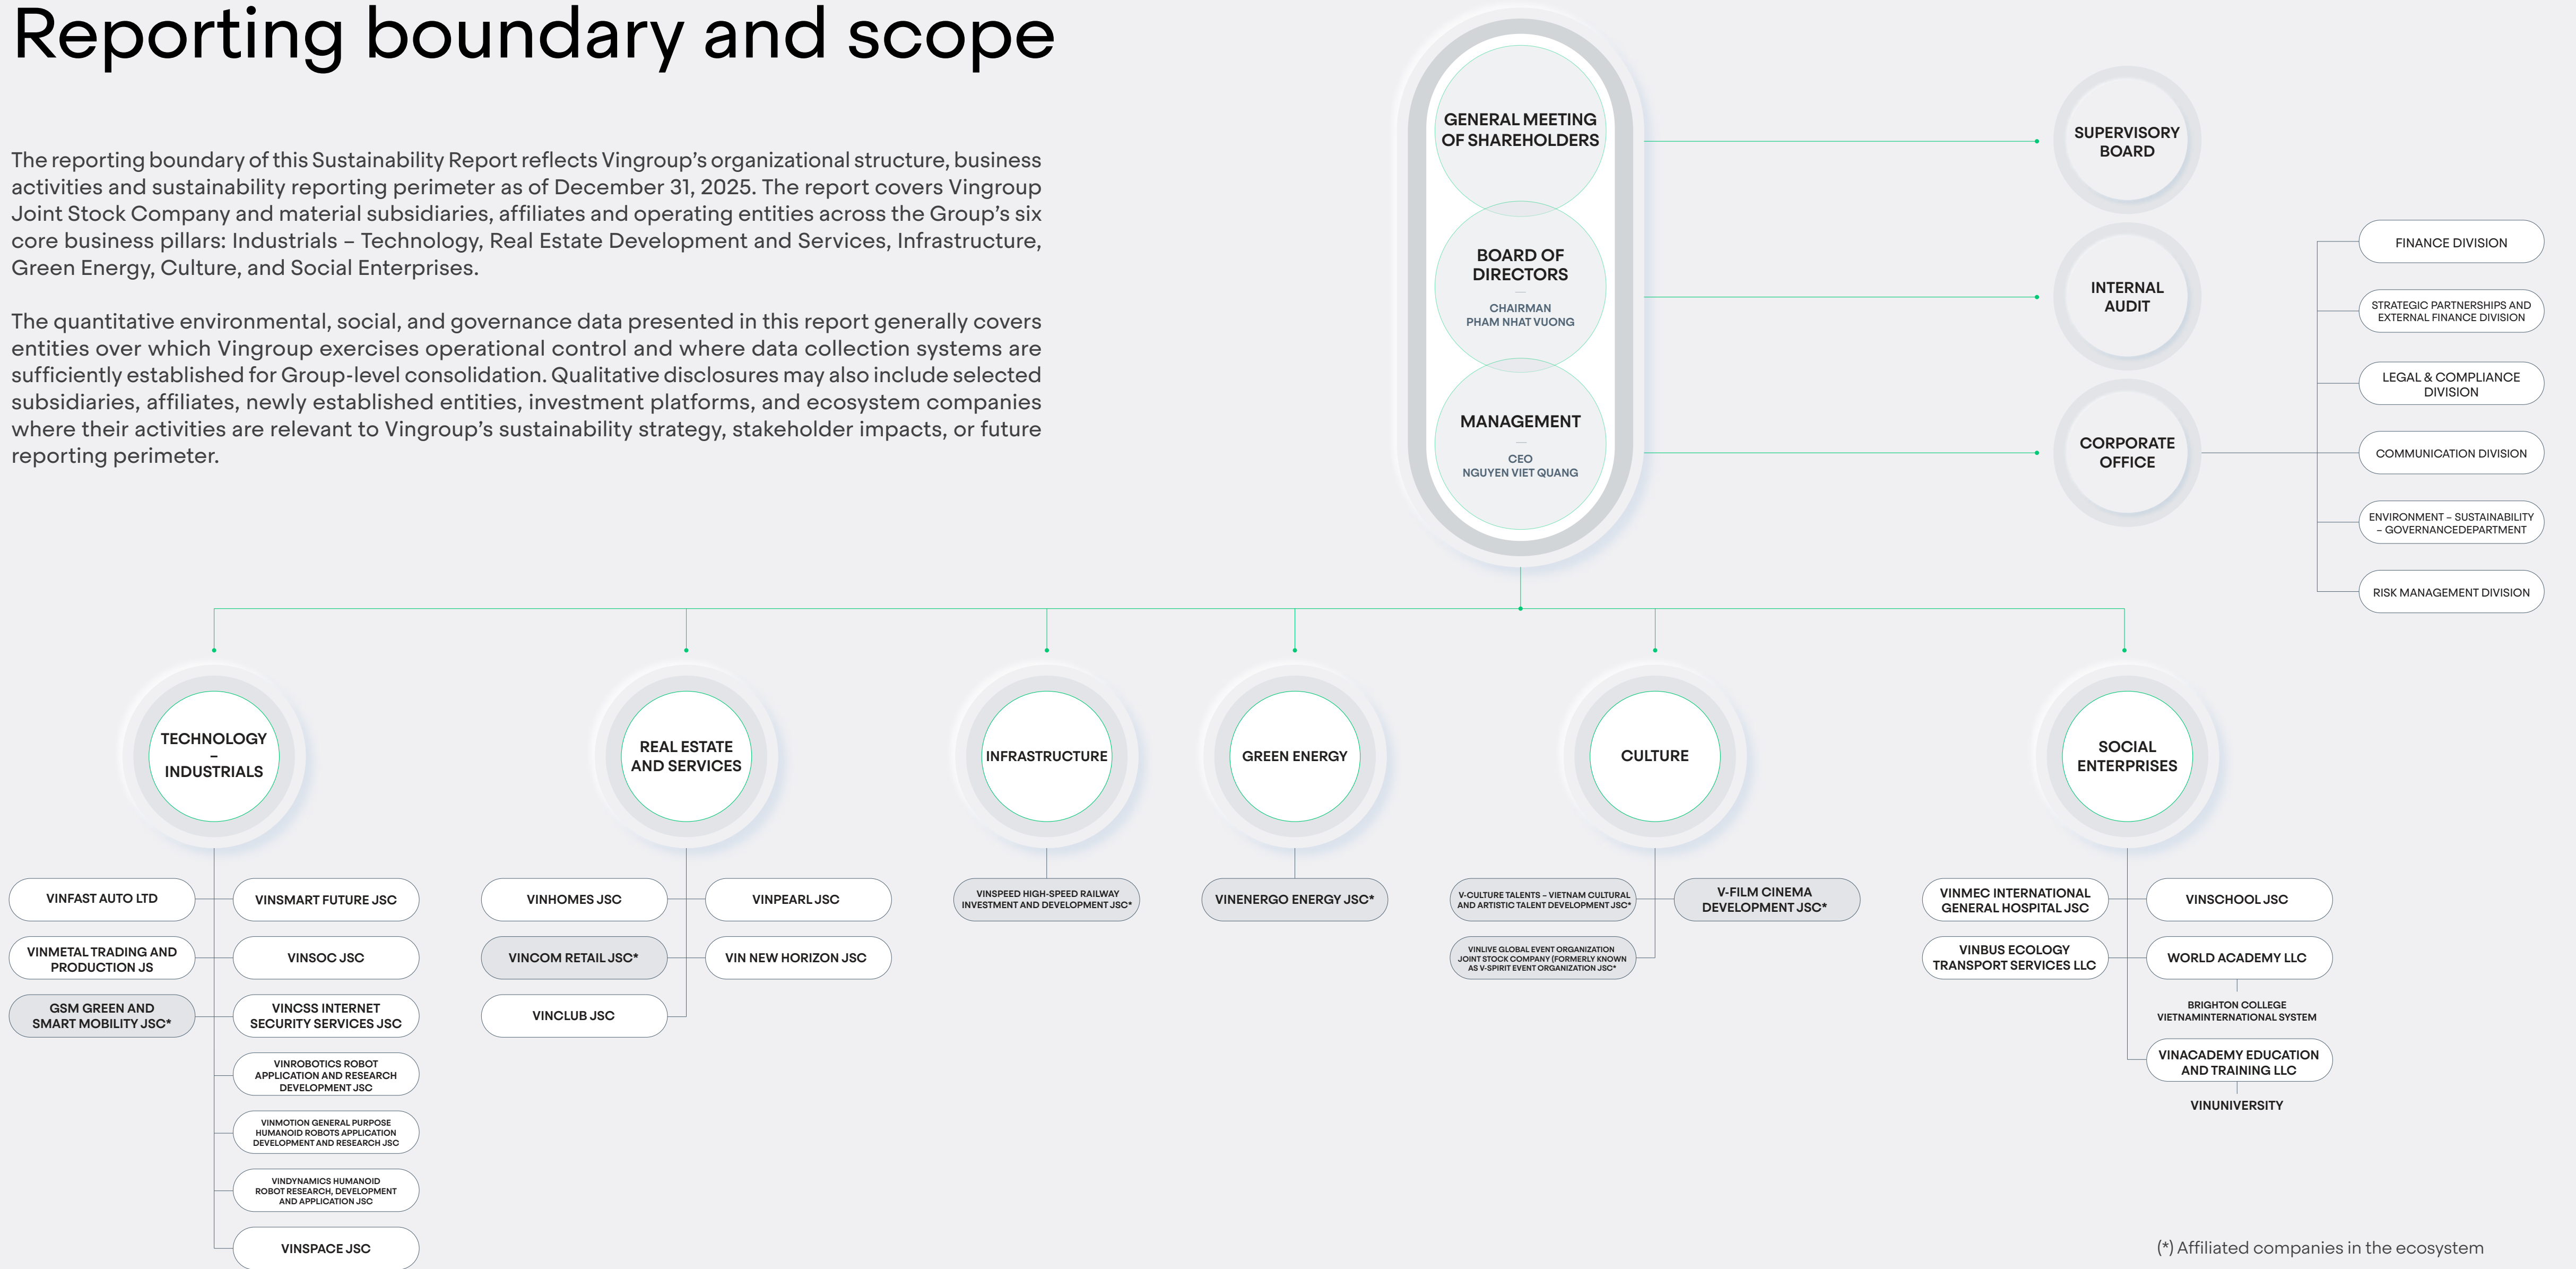 Reporting boundary and scope
The reporting boundary of this Sustainability Report reflects Vingroup’s organizational structure, business
activities and sustainability reporting perimeter as of December 31, 2025. The report covers Vingroup
Joint Stock Company and material subsidiaries, affiliates and operating entities across the Group’s six
core business pillars: Industrials – Technology, Real Estate Development and Services, Infrastructure,
Green Energy, Culture, and Social Enterprises.
The quantitative environmental, social, and governance data presented in this report generally covers
entities over which Vingroup exercises operational control and where data collection systems are
sufficiently established for Group-level consolidation. Qualitative disclosures may also include selected
subsidiaries, affiliates, newly established entities, investment platforms, and ecosystem companies
where their activities are relevant to Vingroup’s sustainability strategy, stakeholder impacts, or future
reporting perimeter.
GENERAL MEETING
OF SHAREHOLDERS
BOARD OF
DIRECTORS
CHAIRMAN
PHAM NHAT VUONG
MANAGEMENT
CEO
NGUYEN VIET QUANG
SUPERVISORY
BOARD
INTERNAL
AUDIT
CORPORATE
OFFICE
FINANCE DIVISION
STRATEGIC PARTNERSHIPS AND
EXTERNAL FINANCE DIVISION
LEGAL & COMPLIANCE
DIVISION
COMMUNICATION DIVISION
ENVIRONMENT – SUSTAINABILITY
– GOVERNANCEDEPARTMENT
RISK MANAGEMENT DIVISION
TECHNOLOGY
–
INDUSTRIALS
VINFAST AUTO LTD
VINMETAL TRADING AND
PRODUCTION JS
GSM GREEN AND
SMART MOBILITY JSC*
VINSMART FUTURE JSC
VINSOC JSC
VINCSS INTERNET
SECURITY SERVICES JSC
VINROBOTICS ROBOT
APPLICATION AND RESEARCH
DEVELOPMENT JSC
VINMOTION GENERAL PURPOSE
HUMANOID ROBOTS APPLICATION
DEVELOPMENT AND RESEARCH JSC
VINDYNAMICS HUMANOID
ROBOT RESEARCH, DEVELOPMENT
AND APPLICATION JSC
VINSPACE JSC
REAL ESTATE
AND SERVICES
VINHOMES JSC
VINCOM RETAIL JSC*
VINCLUB JSC
VINPEARL JSC
VIN NEW HORIZON JSC
INFRASTRUCTURE
VINSPEED HIGH-SPEED RAILWAY
INVESTMENT AND DEVELOPMENT JSC*
GREEN ENERGY
VINENERGO ENERGY JSC*
CULTURE
V-CULTURE TALENTS – VIETNAM CULTURAL
AND ARTISTIC TALENT DEVELOPMENT JSC*
VINLIVE GLOBAL EVENT ORGANIZATION
JOINT STOCK COMPANY (FORMERLY KNOWN
AS V-SPIRIT EVENT ORGANIZATION JSC*
V-FILM CINEMA
DEVELOPMENT JSC*
SOCIAL
ENTERPRISES
VINMEC INTERNATIONAL
GENERAL HOSPITAL JSC
VINBUS ECOLOGY
TRANSPORT SERVICES LLC
VINSCHOOL JSC
WORLD ACADEMY LLC
BRIGHTON COLLEGE
VIETNAMINTERNATIONAL SYSTEM
VINACADEMY EDUCATION
AND TRAINING LLC
VINUNIVERSITY
(*) Affiliated companies in the ecosystem